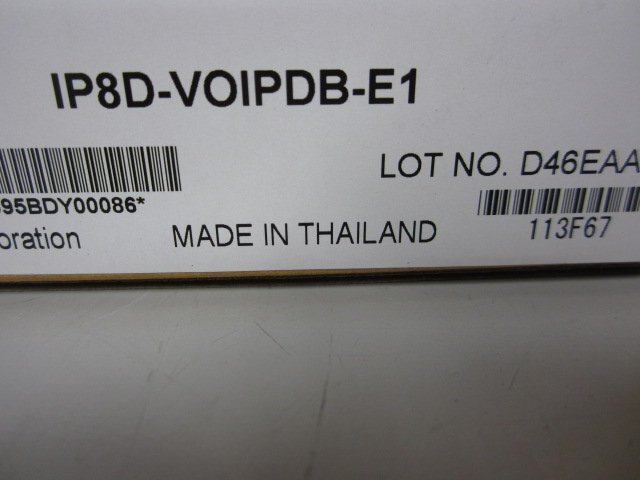 IP8D-VOIPDB-E1
LOT NO. D46EAA
95BDY00086*
113F67
oration
MADE IN THAILAND